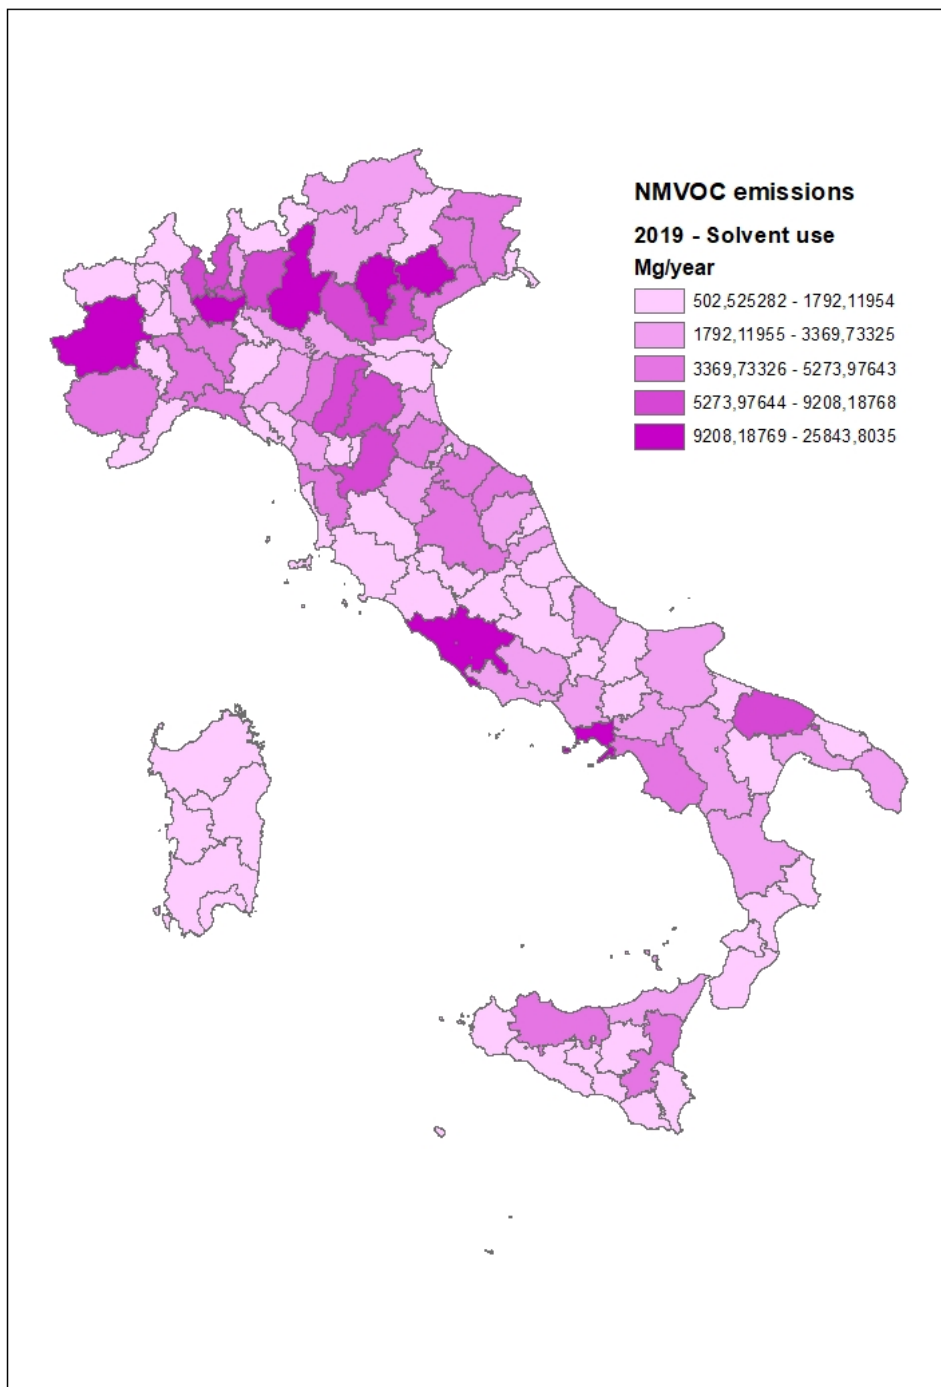 NMVOC emissions
2019 - Solvent use
Mg/year
502,525282 - 1792,11954
1792,11955 - 3369,73325
3369,73326 - 5273,97643
5273,97644 - 9208,18768
9208,18769 - 25843,8035